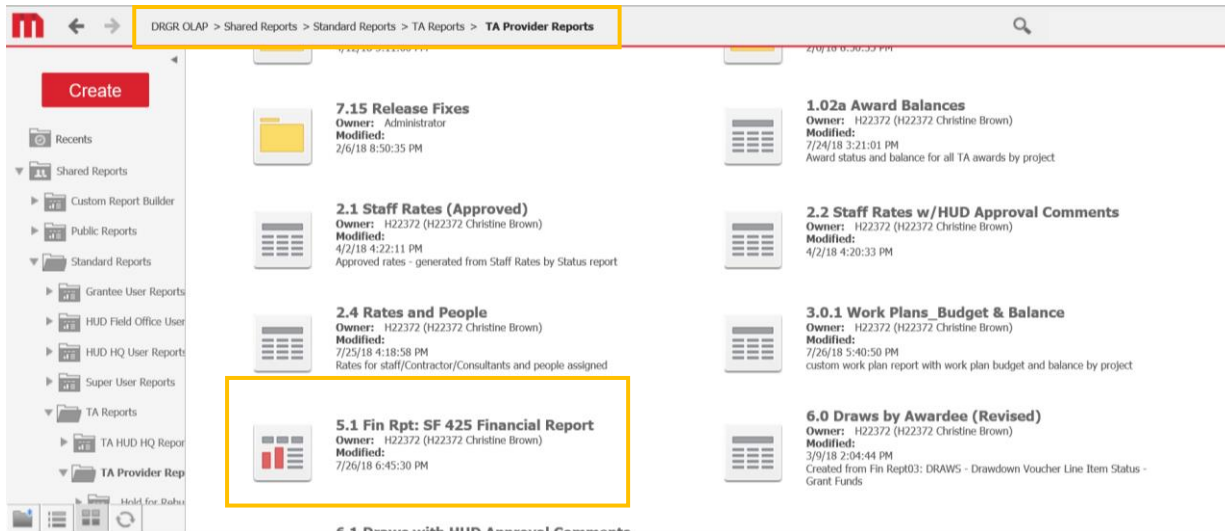 DRGR OLAP > Shared Reports > Standard Reports > TA Reports > TA Provider Reports
Create
Recents
Shared Reports
Custom Report Builder
Public Reports
Standard Reports
Grantee User Reports
HUD Field Office User
HUD HQ User Reports
Super User Reports
TA Reports
TA HUD HQ Repor
TA Provider Rep
7.15 Release Fixes
Owner: Administrator
Modified:
2/6/18 8:50:35 PM
1.02a Award Balances
Owner: H22372 (H22372 Christine Brown)
Modified:
7/24/18 3:21:01 PM
Award status and balance for all TA awards by project
2.1 Staff Rates (Approved)
Owner: H22372 (H22372 Christine Brown)
Modified:
4/2/18 4:22:11 PM
Approved rates - generated from Staff Rates by Status report
2.2 Staff Rates w/HUD Approval Comments
Owner: H22372 (H22372 Christine Brown)
Modified:
4/2/18 4:20:33 PM
2.4 Rates and People
Owner: H22372 (H22372 Christine Brown)
Modified:
7/25/18 4:18:58 PM
Rates for staff/Contractor/Consultants and people assigned
3.0.1 Work Plans_Budget & Balance
Owner: H22372 (H22372 Christine Brown)
Modified:
7/26/18 5:40:50 PM
custom work plan report with work plan budget and balance by project
5.1 Fin Rpt: SF 425 Financial Report
Owner: H22372 (H22372 Christine Brown)
Modified:
7/26/18 6:45:30 PM
6.0 Draws by Awardee (Revised)
Owner: H22372 (H22372 Christine Brown)
Modified:
3/9/18 2:04:44 PM
Created from Fin Rept03: DRAWS - Drawdown Voucher Line Item Status -
Grant Funds
6.1 Draws with HUD Approval Comments